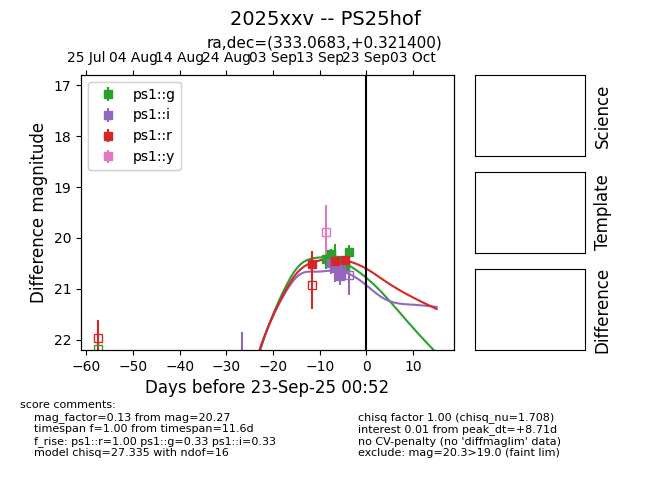 2025xxv -- PS25hof
ra,dec=(333.0683,+0.321400)
25 Jul 04 Aug 14 Aug 24 Aug 03 Sep 13 Sep 23 Sep 03 Oct
17
18
19
20
21
22
Difference magnitude
ps1::g
ps1::i
ps1::r
ps1::y
−60 −50 −40 −30 −20 −10 0 10
Days before 23-Sep-25 00:52
Science
Template
Difference
score comments:
mag_factor=0.13 from mag=20.27
timespan f=1.00 from timespan=11.6d
f_rise: ps1::r=1.00 ps1::g=0.33 ps1::i=0.33
model chisq=27.335 with ndof=16
chisq factor 1.00 (chisq_nu=1.708)
interest 0.01 from peak_dt=+8.71d
no CV-penalty (no 'diffmaglim' data)
exclude: mag=20.3>19.0 (faint lim)